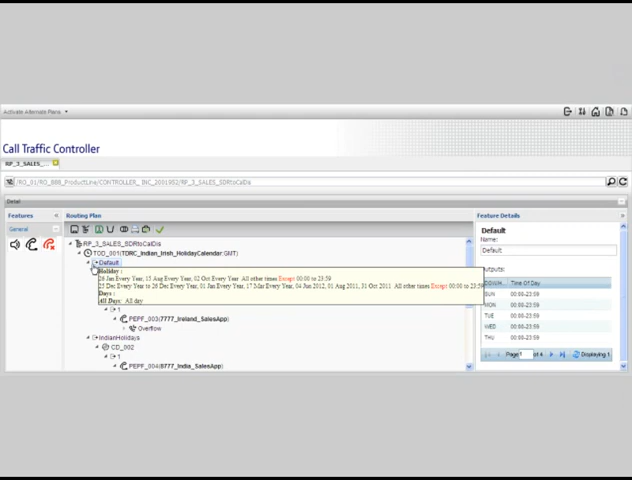 Activate Alternate Plans
Call Traffic Controller
RP_3_SALES_...
/RO_01/RO_888_ProductLine/CONTROLLER_INC_2001952/RP_3_SALES_SDRtoCalDis
Detail
Features
General
Routing Plan
RP_3_SALES_SDRtoCalDis
TOD_001(TDRC_Indian_Irish_HolidayCalendar:GMT)
Default
Holiday :
26 Jan Every Year, 15 Aug Every Year, 02 Oct Every Year All other times Except 00:00 to 23:59
25 Dec Every Year to 26 Dec Every Year, 01 Jan Every Year, 17 Mar Every Year, 04 Jun 2012, 01 Aug 2011, 31 Oct 2011 All other times Except 00:00 to 23:59
Days :
All Days: All day
1
PEPF_003(7777_Ireland_SalesApp)
Overflow
IndianHolidays
CD_002
1
PEPF_004(8777_India_SalesApp)
Feature Details
Default
Name:
Default
Outputs:
DOW/H... Time Of Day
SUN 00:00-23:59
MON 00:00-23:59
TUE 00:00-23:59
WED 00:00-23:59
THU 00:00-23:59
Page 1 of 4 Displaying 1